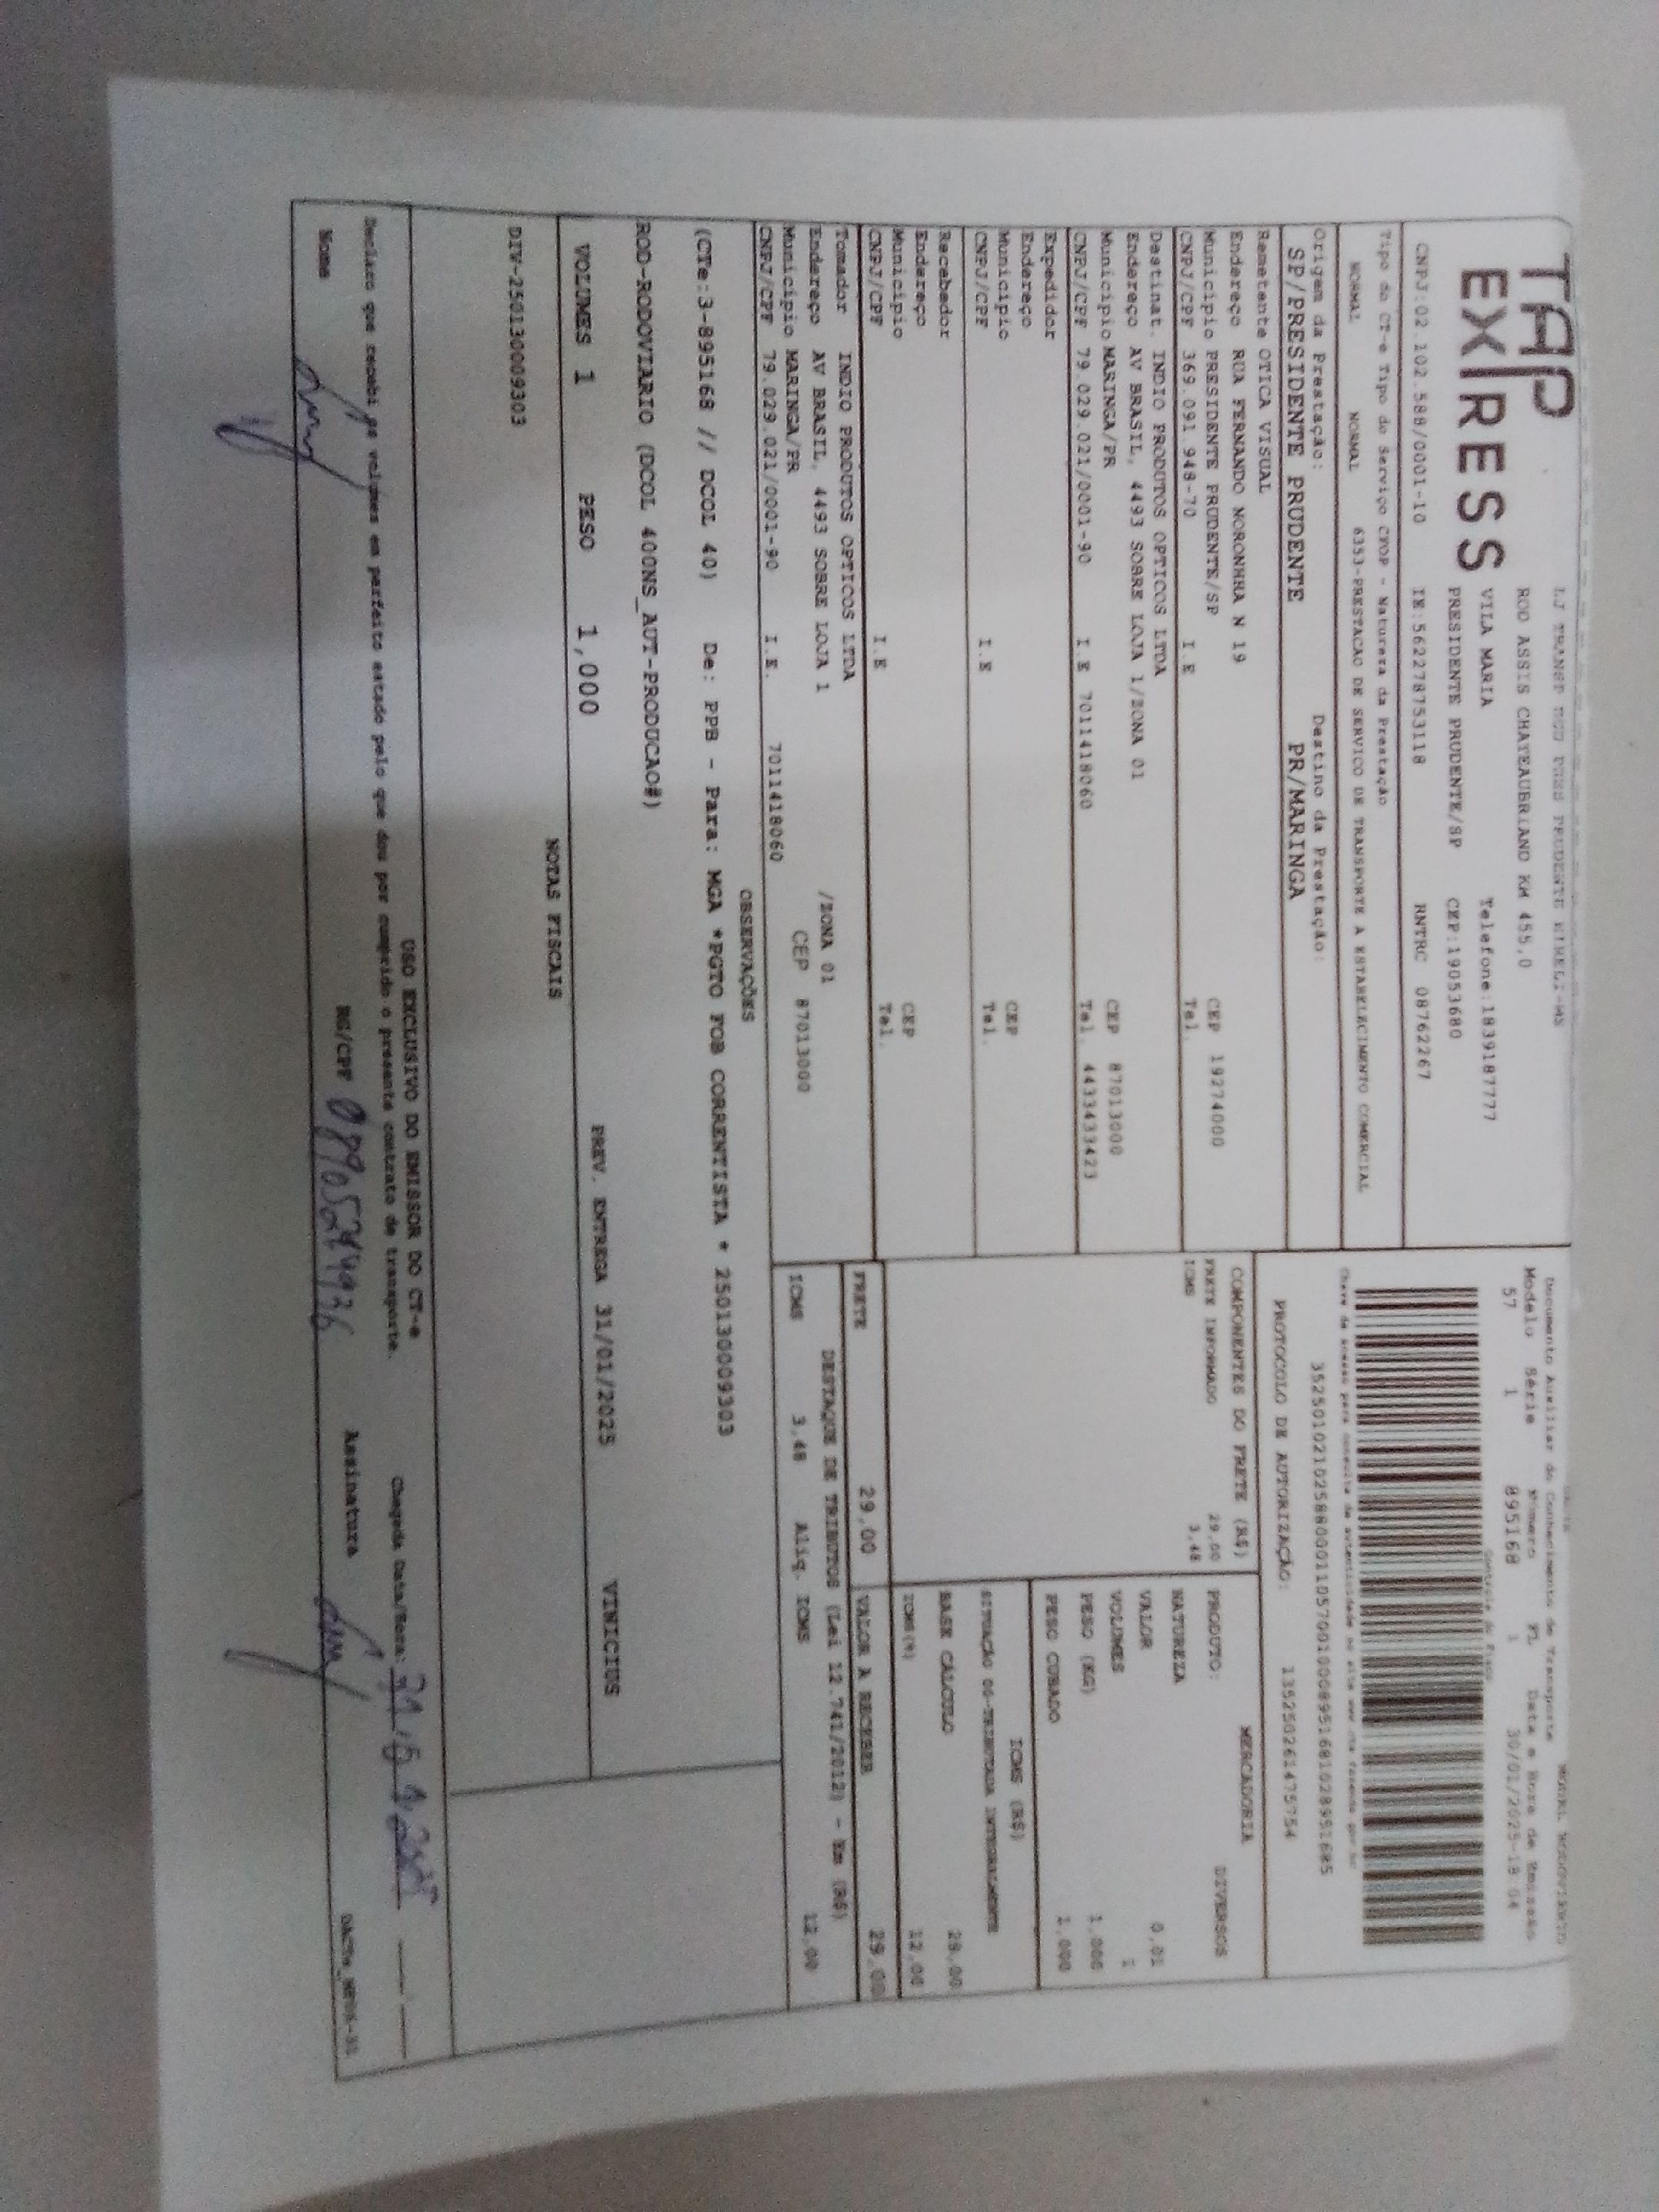 TAP
EXPRESS
LJ TRANSP DOS TRES PRUDENTE EIRELI-ME
ROD ASSIS CHATEAUBRIAND KM 455,0
VILA MARIA Telefone:1839187777
PRESIDENTE PRUDENTE/SP CEP:19053680
CNPJ:02.102.588/0001-10 IE:562278753118 RNTRC 08762267
Documento Auxiliar do Conhecimento de Transporte
Modelo Série Número FL Data e Hora de Emissão
57 1 895168 1 30/01/2025-18:04
Tipo do CT-e Tipo do Serviço CFOP - Natureza da Prestação
NORMAL NORMAL 6353-PRESTACAO DE SERVICO DE TRANSPORTE A ESTABELECIMENTO COMERCIAL
Origem da Prestação: Destino da Prestação:
SP/PRESIDENTE PRUDENTE PR/MARINGA
PROTOCOLO DE AUTORIZAÇÃO: 135250261475754
Remetente OTICA VISUAL
Endereço RUA FERNANDO NORONHHA N 19
Municipio PRESIDENTE PRUDENTE/SP CEP 19274000
CNPJ/CPF 369.091.948-70 I.E Tel.
Destinat. INDIO PRODUTOS OPTICOS LTDA
Endereço AV BRASIL, 4493 SOBRE LOJA 1/ZONA 01
Municipio MARINGA/PR CEP 87013000
CNPJ/CPF 79.029.021/0001-90 I.E 7011418060 Tel. 4433433423
Expedidor
Endereço
Municipio CEP
CNPJ/CPF I.E Tel.
Recebedor
Endereço
Municipio CEP
CNPJ/CPF I.E Tel.
Tomador INDIO PRODUTOS OPTICOS LTDA
Endereço AV BRASIL, 4493 SOBRE LOJA 1 /ZONA 01
Municipio MARINGA/PR CEP 87013000
CNPJ/CPF 79.029.021/0001-90 I.E. 7011418060
COMPONENTES DO FRETE (R$)
FRETE INFORMADO 29,00
ICMS 3,48
MERCADORIA
PRODUTO: DIVERSOS
NATUREZA
VALOR 0,01
VOLUMES 1
PESO (KG) 1,000
PESO CUBADO 1,000
ICMS (R$)
SITUAÇÃO 00-TRIBUTADA INTEGRALMENTE
BASE CÁLCULO 29,00
ICMS(%) 12,00
FRETE 29,00 VALOR A RECEBER 29,00
DESTAQUE DE TRIBUTOS (Lei 12.741/2012) - Em (R$)
ICMS 3,48 Aliq. ICMS 12,00
OBSERVAÇÕES
(CTe:3-895168 // DCOL 40) De: PPB - Para: MGA *PGTO FOB CORRENTISTA * 250130009303
ROD-RODOVIARIO (DCOL 400NS_AUT-PRODUCAO#)
VOLUMES 1 PESO 1,000 PREV. ENTREGA 31/01/2025 VINICIUS
NOTAS FISCAIS
DIV-250130009303
USO EXCLUSIVO DO EMISSOR DO CT-e
Declaro que recebi os volumes em perfeito estado pelo que dou por cumprido o presente contrato de transporte. Chegada Data/Hora:
Nome RG/CPF Assinatura